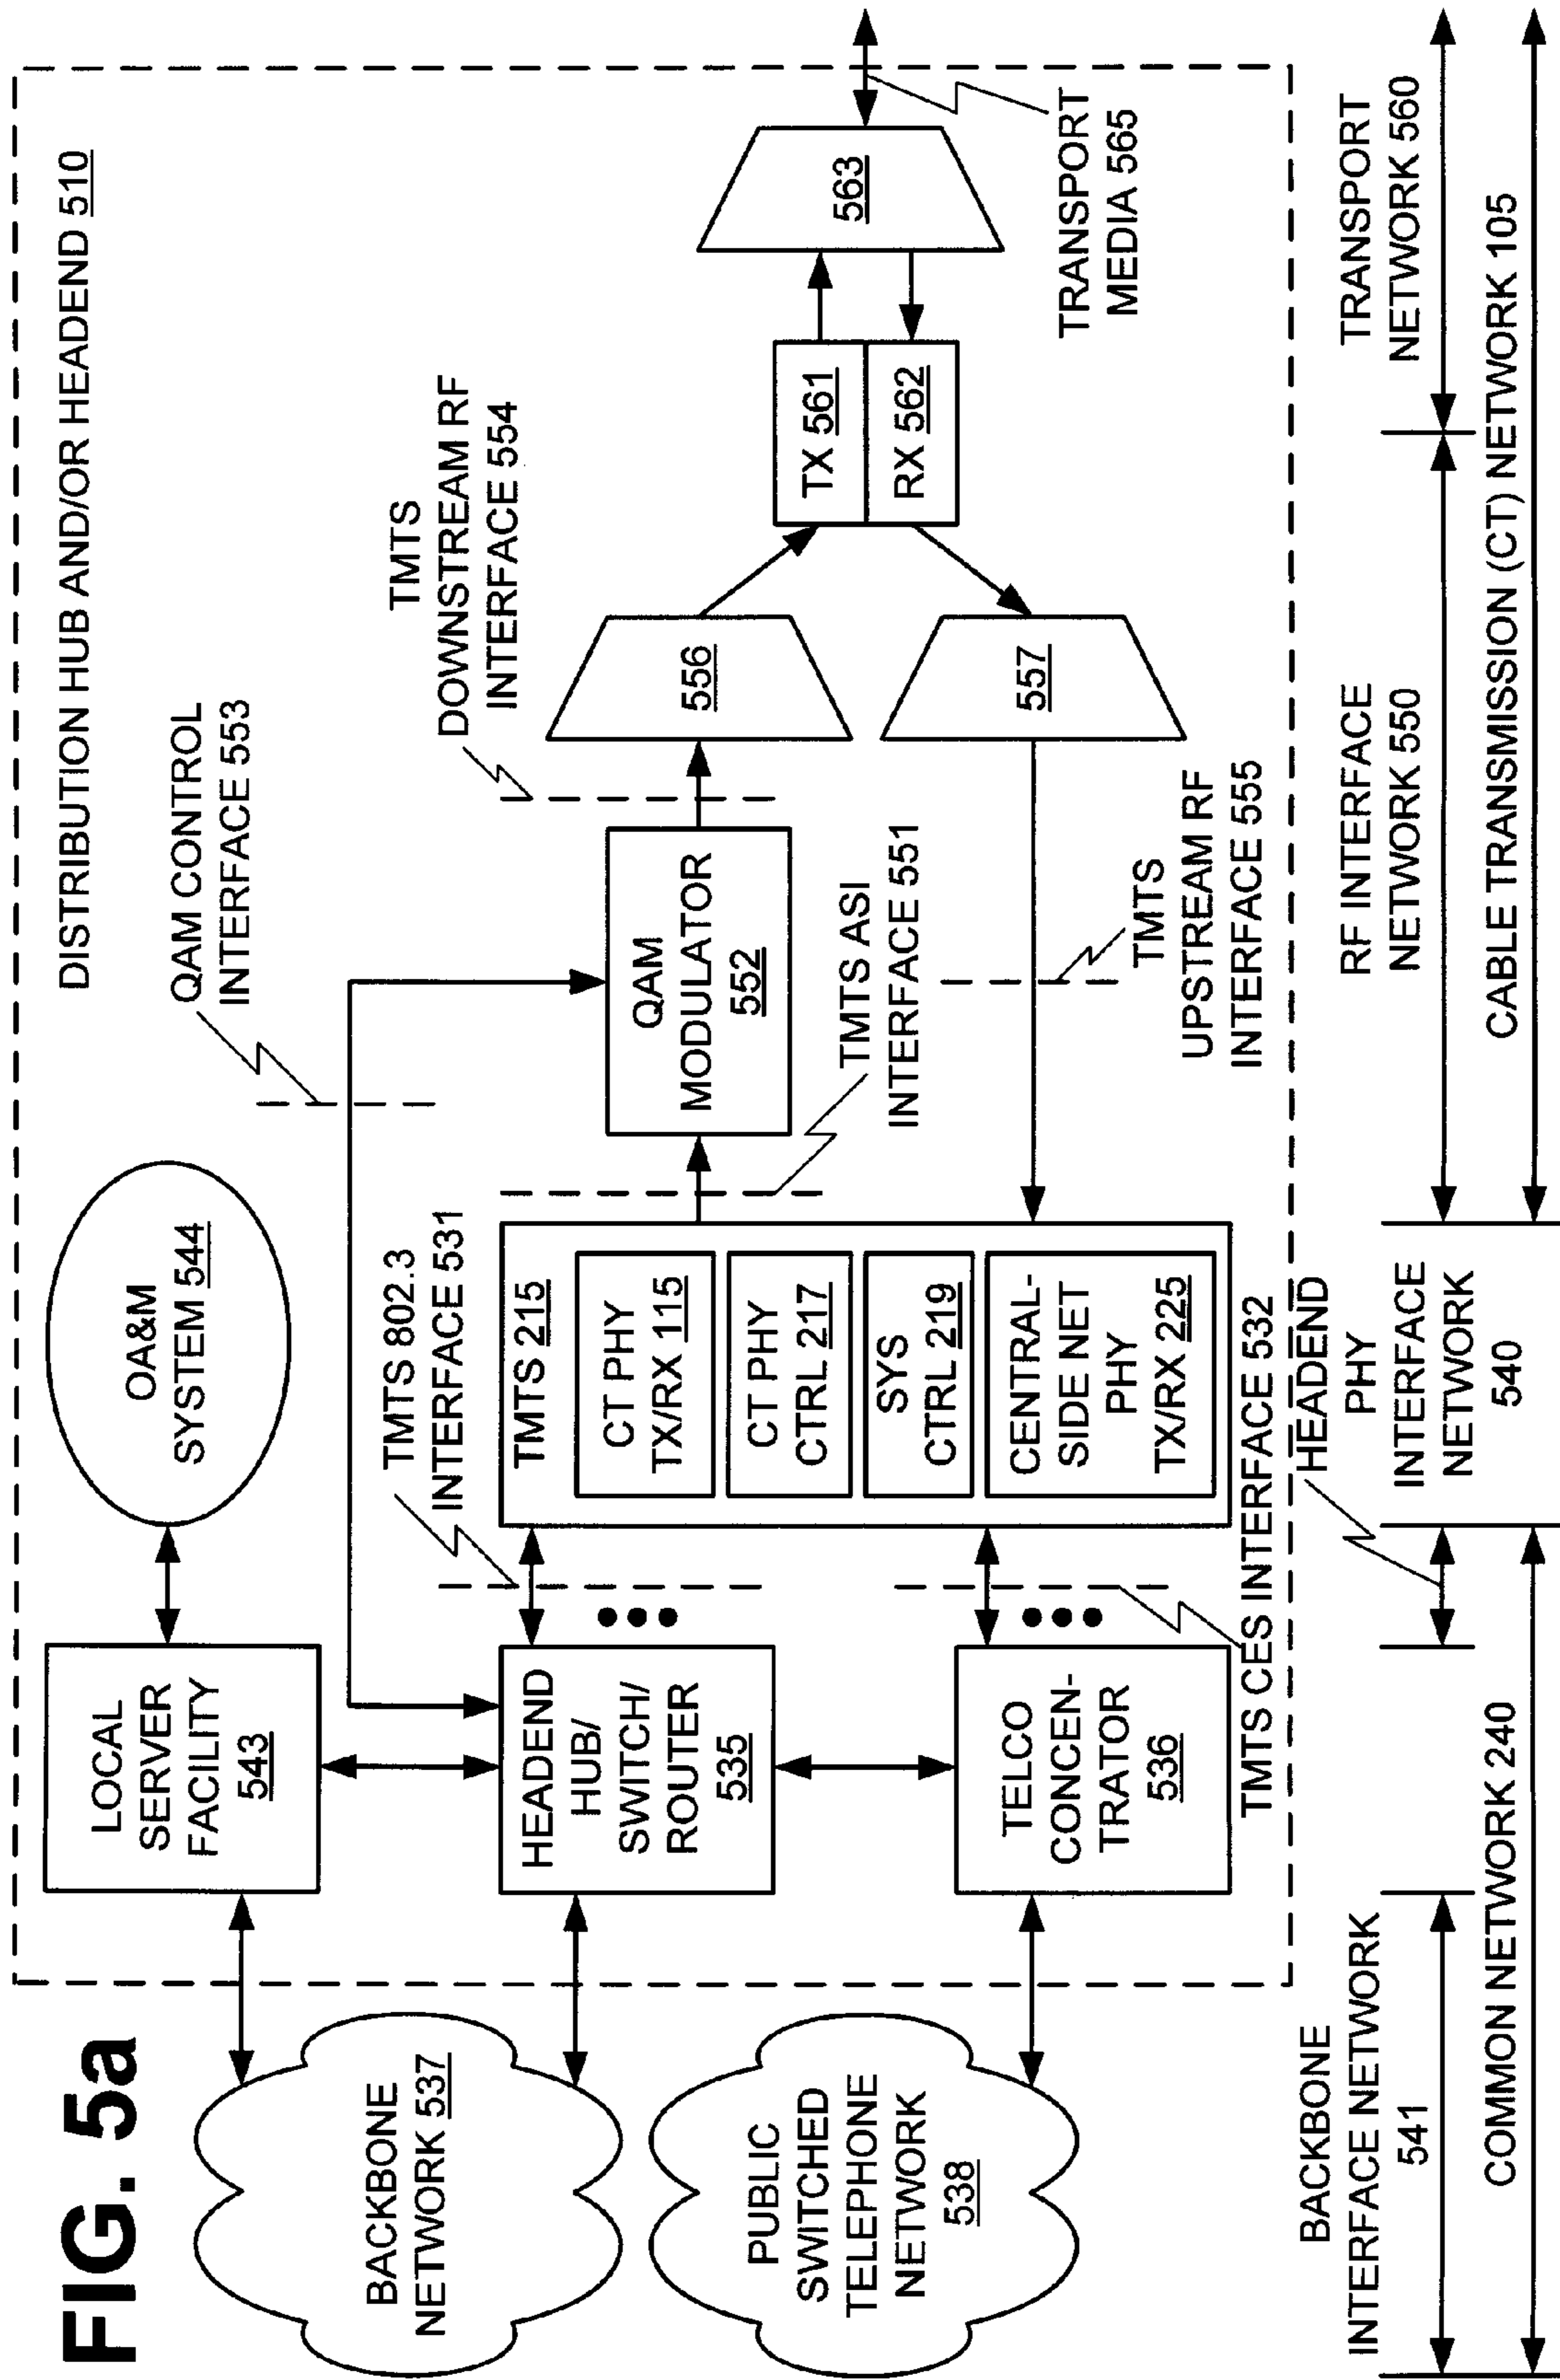 FIG. 5a
DISTRIBUTION HUB AND/OR HEADEND 510
BACKBONE
NETWORK 537
PUBLIC
SWITCHED
TELEPHONE
NETWORK
538
LOCAL
SERVER
FACILITY
543
OA&M
SYSTEM 544
HEADEND
HUB/
SWITCH/
ROUTER
535
TELCO
CONCEN-
TRATOR
536
QAM CONTROL
INTERFACE 553
TMTS 802.3
INTERFACE 531
TMTS 215
CT PHY
TX/RX 115
CT PHY
CTRL 217
SYS
CTRL 219
CENTRAL-
SIDE NET
PHY
TX/RX 225
TMTS CES INTERFACE 532
QAM
MODULATOR
552
TMTS ASI
INTERFACE 551
TMTS
DOWNSTREAM RF
INTERFACE 554
TMTS
UPSTREAM RF
INTERFACE 555
556
557
TX 561
RX 562
563
TRANSPORT
MEDIA 565
BACKBONE
INTERFACE NETWORK
541
HEADEND
PHY
INTERFACE
NETWORK
540
RF INTERFACE
NETWORK 550
TRANSPORT
NETWORK 560
COMMON NETWORK 240
CABLE TRANSMISSION (CT) NETWORK 105